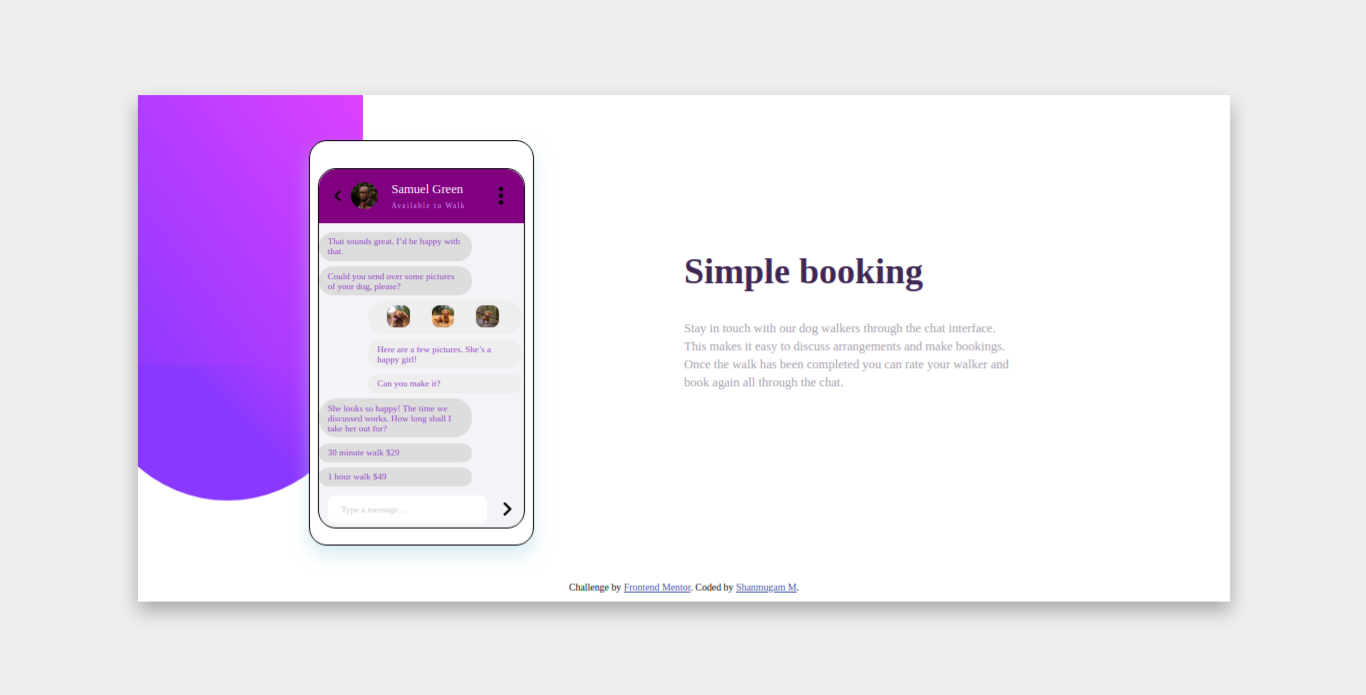 Samuel Green
Available to Walk
That sounds great. I’d be happy with
that.
Could you send over some pictures
of your dog, please?
Here are a few pictures. She’s a
happy girl!
Can you make it?
She looks so happy! The time we
discussed works. How long shall I
take her out for?
30 minute walk $29
1 hour walk $49
Type a message…
Simple booking
Stay in touch with our dog walkers through the chat interface.
This makes it easy to discuss arrangements and make bookings.
Once the walk has been completed you can rate your walker and
book again all through the chat.
Challenge by Frontend Mentor. Coded by Shanmugam M.